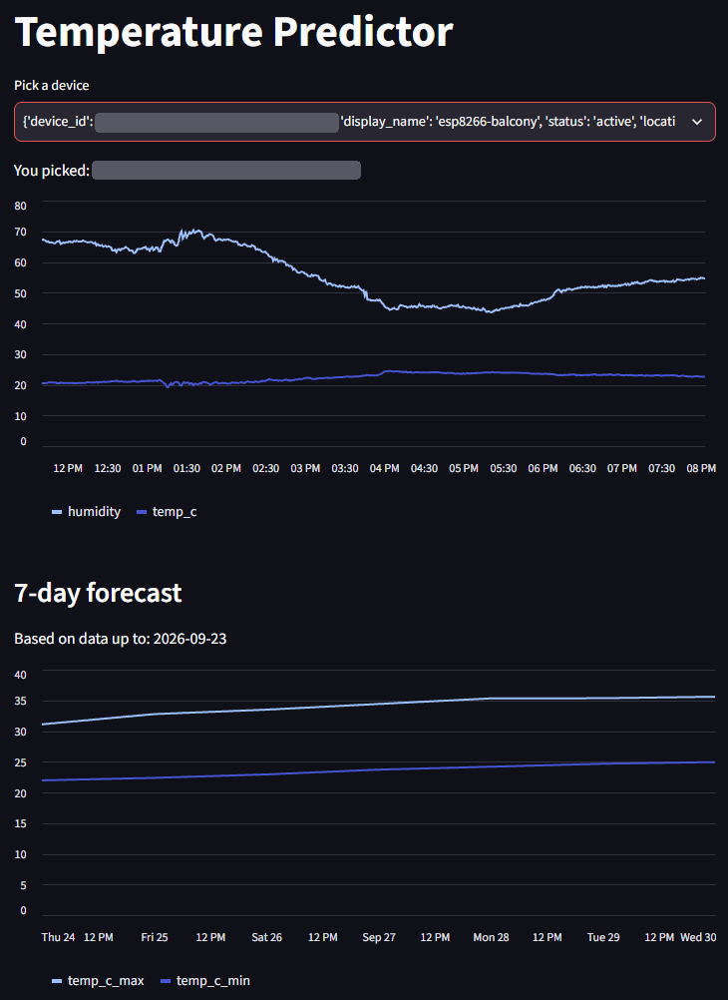 Temperature Predictor
Pick a device
{'device_id': 'display_name': 'esp8266-balcony', 'status': 'active', 'locati
You picked:
80
70
60
50
40
30
20
10
0
12 PM 12:30 01 PM 01:30 02 PM 02:30 03 PM 03:30 04 PM 04:30 05 PM 05:30 06 PM 06:30 07 PM 07:30 08 PM
humidity temp_c
7-day forecast
Based on data up to: 2026-09-23
40
35
30
25
20
15
10
5
0
Thu 24 12 PM Fri 25 12 PM Sat 26 12 PM Sep 27 12 PM Mon 28 12 PM Tue 29 12 PM Wed 30
temp_c_max temp_c_min